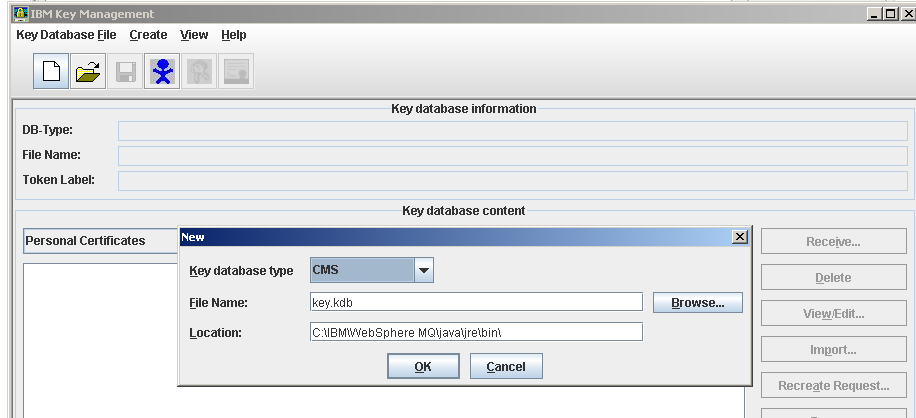 IBM Key Management
Key Database File Create View Help
Key database information
DB-Type:
File Name:
Token Label:
Key database content
Personal Certificates
New
Key database type CMS
File Name: key.kdb Browse...
Location: C:\IBM\WebSphere MQ\java\jre\bin\
OK Cancel
Receive...
Delete
View/Edit...
Import...
Recreate Request...